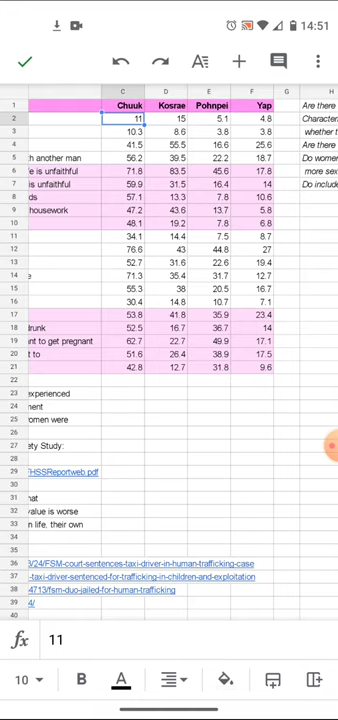 14:51
A B C D E F G H
1 Chuuk Kosrae Pohnpei Yap Are there
2 11 15 5.1 4.8 Character
3 10.3 8.6 3.8 3.8 whether t
4 41.5 55.5 16.6 25.6 Are there
5 th another man 56.2 39.5 22.2 18.7 Do women
6 fe is unfaithful 71.8 83.5 45.6 17.8 more sex
7 is unfaithful 59.9 31.5 16.4 14 Do includ
8 ds 57.1 13.3 7.8 10.6
9 housework 47.2 43.6 13.7 5.8
10 48.1 19.2 7.8 6.8
11 34.1 14.4 7.5 8.7
12 76.6 43 44.8 27
13 52.7 31.6 22.6 19.4
14 e 71.3 35.4 31.7 12.7
15 55.3 38 20.5 16.7
16 30.4 14.8 10.7 7.1
17 53.8 41.8 35.9 23.4
18 drunk 52.5 16.7 36.7 14
19 ant to get pregnant 62.7 22.7 49.9 17.1
20 t to 51.6 26.4 38.9 17.5
21 42.8 12.7 31.8 9.6
22
23 experienced
24 ment
25 omen were
26
27 ety Study:
28
29 FHSSReportweb.pdf
30
31 hat
32 value is worse
33 m life. their own
34
35
36 /24/FSM-court-sentences-taxi-driver-in-human-trafficking-case
37 -taxi-driver-sentenced-for-trafficking-in-children-and-exploitation
38 4713/fsm-duo-jailed-for-human-trafficking
39 4/
40
fx 11
10 B A